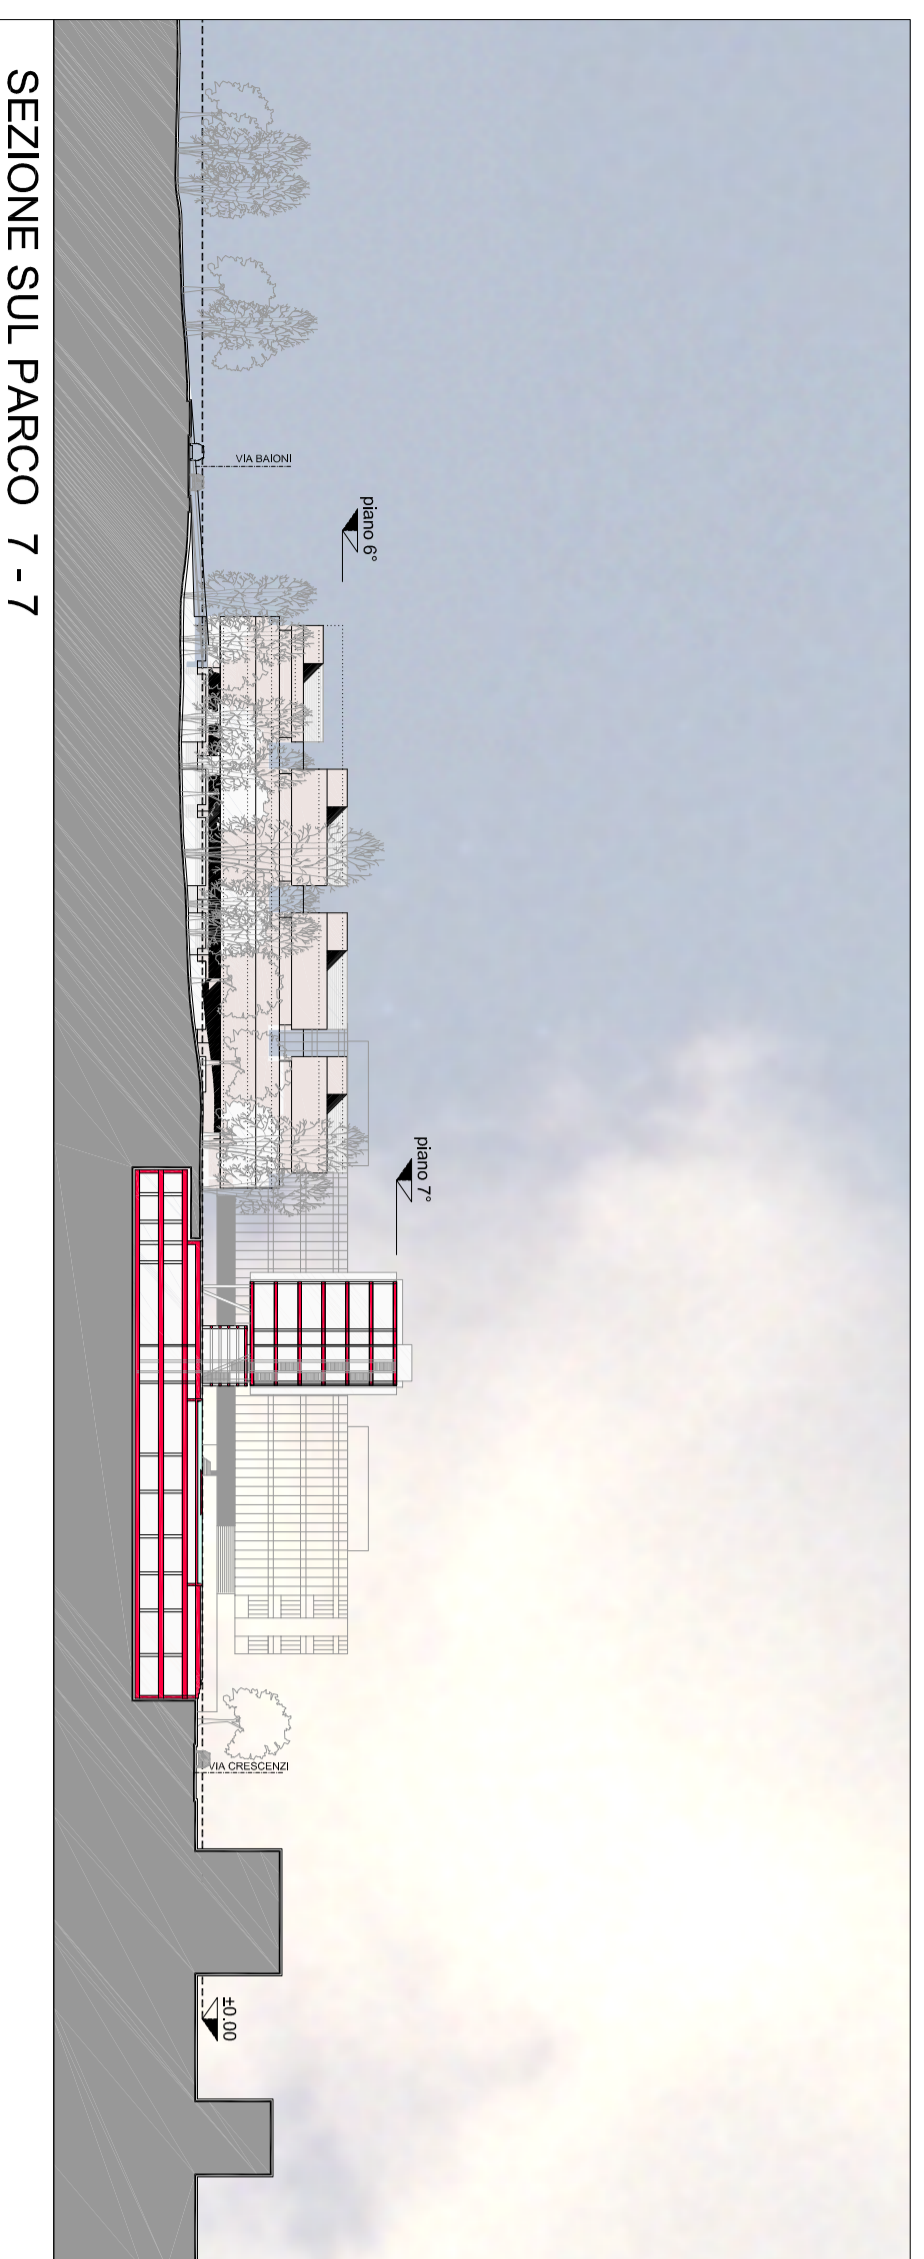 VIA BAIONI
piano 6°
piano 7°
VIA CRESCENZI
±0.00
SEZIONE SUL PARCO 7 - 7